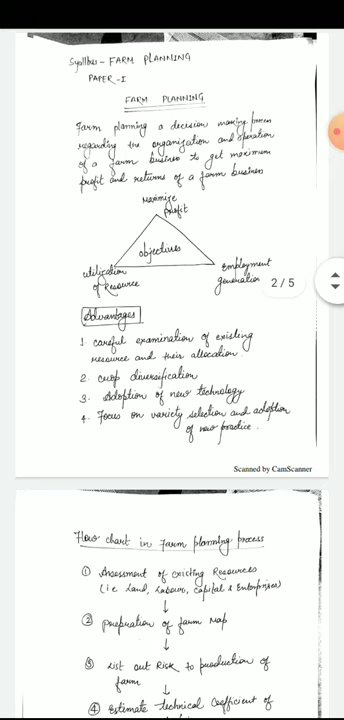 Syllbus - FARM PLANNING
PAPER - I
FARM PLANNING
Farm planning a decision making process
regarding the organization and operation
of a farm business to get maximum
profit and returns of a farm business
Maximize
Profit
objectives
utilization
of Resource
Employment
generation
2 / 5
Advantages
1. careful examination of existing
resource and their allocation.
2. crop diversification
3. Adoption of new technology
4. Focus on variety selection and adoption
of new practice.
Scanned by CamScanner
Flow chart in Farm planning process
① Assessment of existing Resources
(i.e Land, Labour, capital & Enterprises)
↓
② preparation of farm Map
↓
③ List out Risk to production of
farm
↓
④ Estimate technical coefficient of